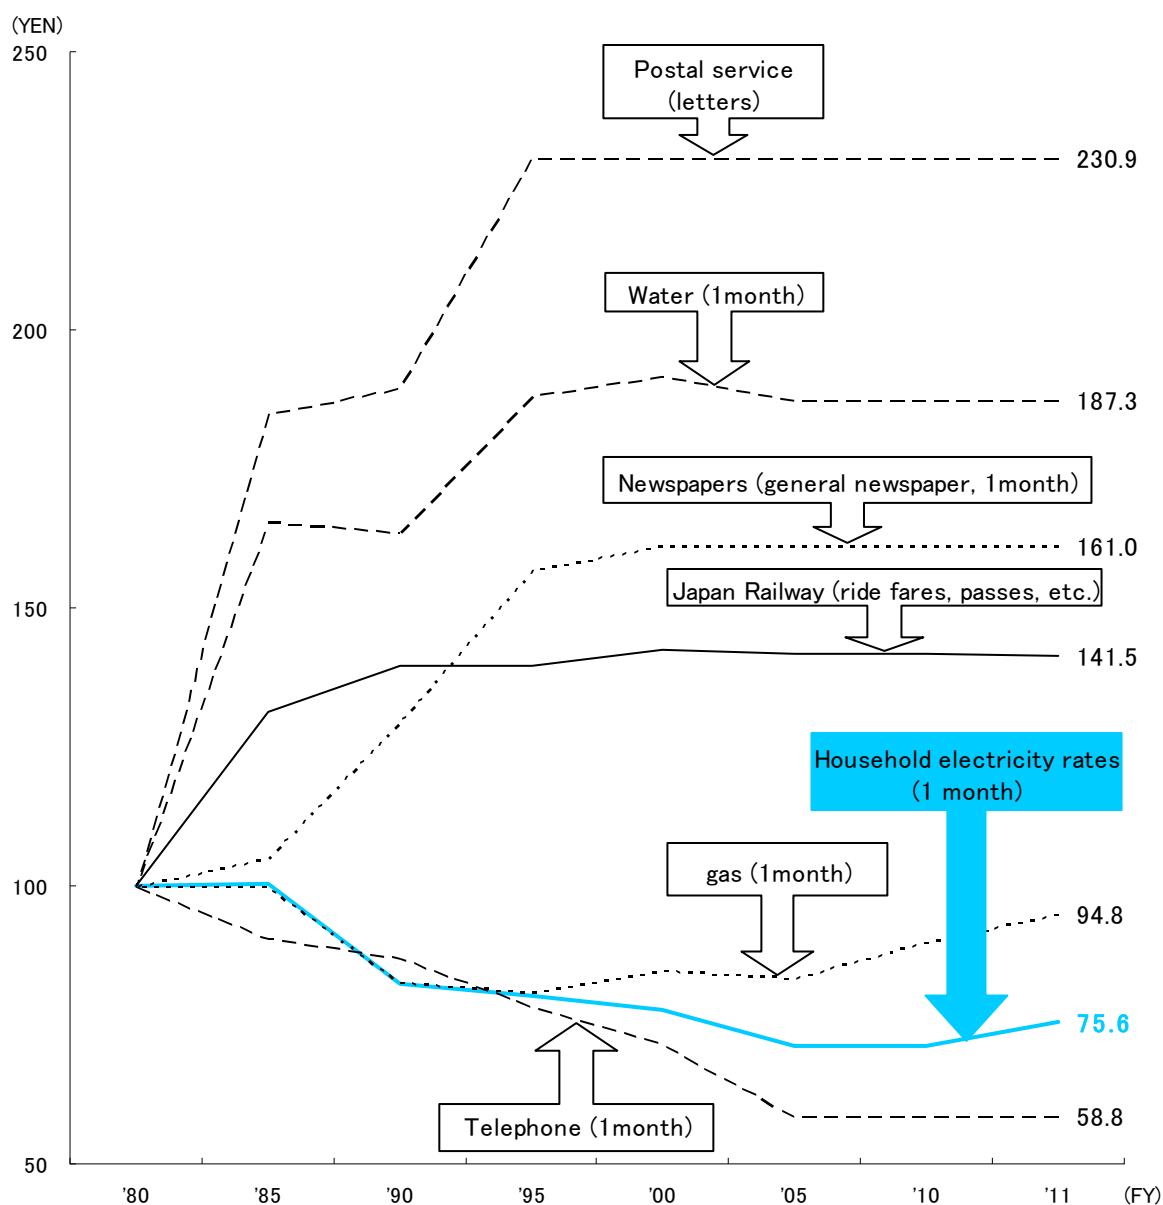 (YEN)
250
Postal service
(letters)
230.9
Water (1month)
200
187.3
Newspapers (general newspaper, 1month)
161.0
Japan Railway (ride fares, passes, etc.)
150
141.5
Household electricity rates
(1 month)
gas (1month)
100
94.8
75.6
Telephone (1month)
58.8
50
'80 '85 '90 '95 '00 '05 '10 '11 (FY)